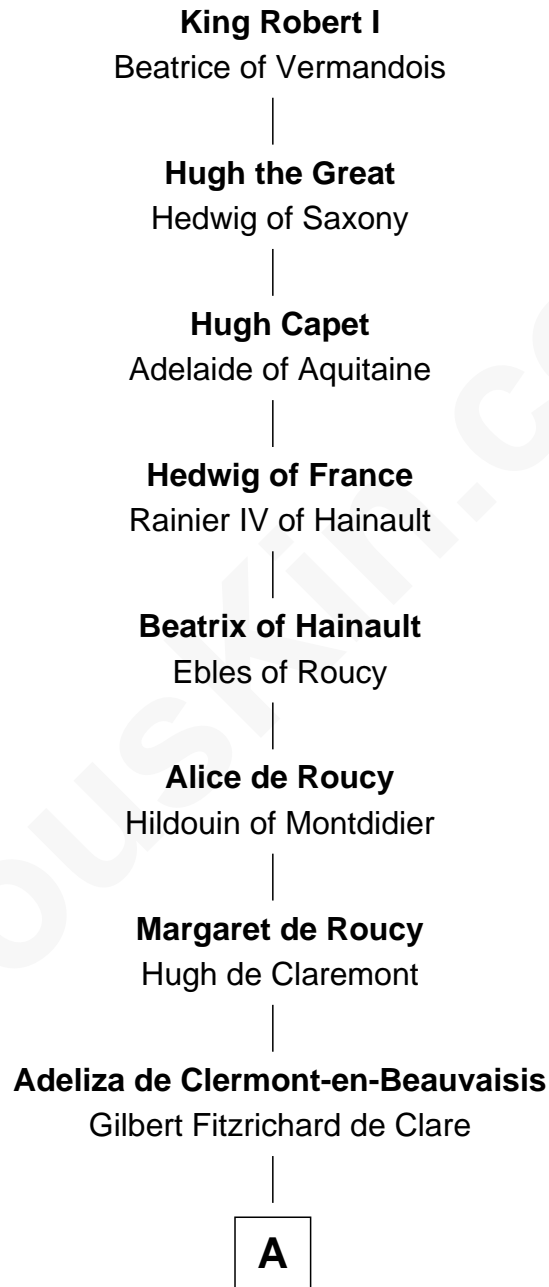 King Robert I
Beatrice of Vermandois
Hugh the Great
Hedwig of Saxony
Hugh Capet
Adelaide of Aquitaine
Hedwig of France
Rainier IV of Hainault
Beatrix of Hainault
Ebles of Roucy
Alice de Roucy
Hildouin of Montdidier
Margaret de Roucy
Hugh de Claremont
Adeliza de Clermont-en-Beauvaisis
Gilbert Fitzrichard de Clare
A